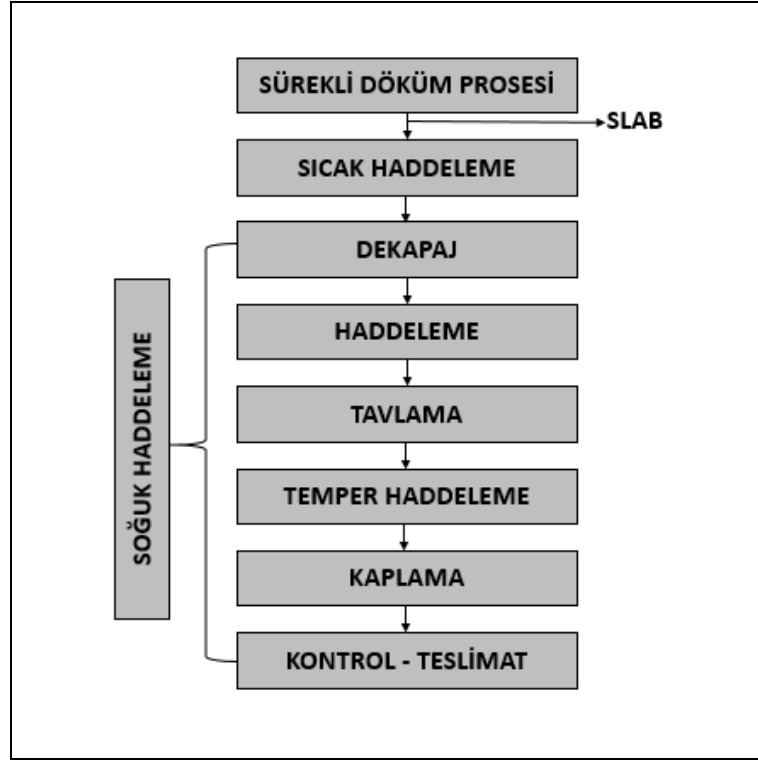 SÜREKLİ DÖKÜM PROSESİ
SLAB
SICAK HADDELEME
DEKAPAJ
HADDELEME
TAVLAMA
TEMPER HADDELEME
KAPLAMA
KONTROL - TESLİMAT
SOĞUK HADDELEME